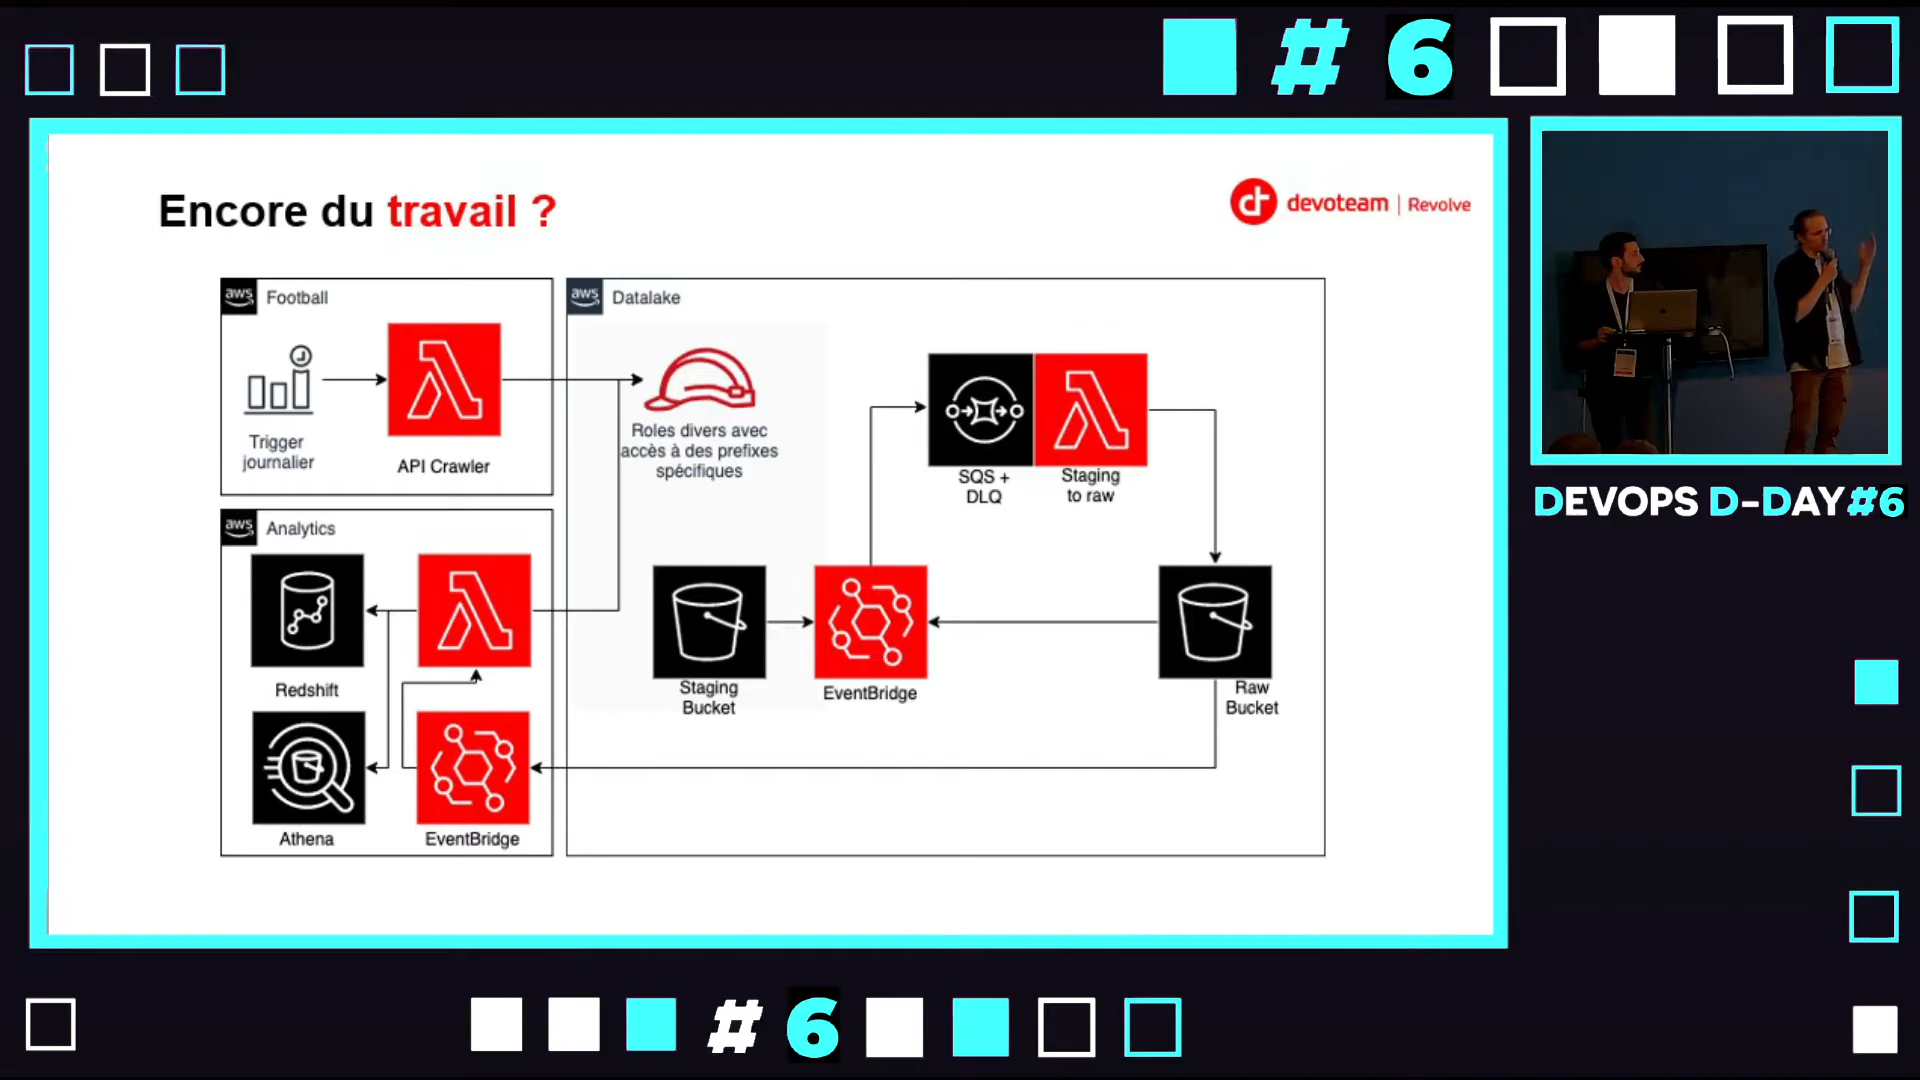 # 6
Encore du travail ?
devoteam | Revolve
aws Football
Trigger
journalier
API Crawler
aws Datalake
Roles divers avec
accès à des prefixes
spécifiques
SQS +
DLQ
Staging
to raw
aws Analytics
Redshift
Athena
EventBridge
Staging
Bucket
EventBridge
Raw
Bucket
DEVOPS D-DAY #6
# 6